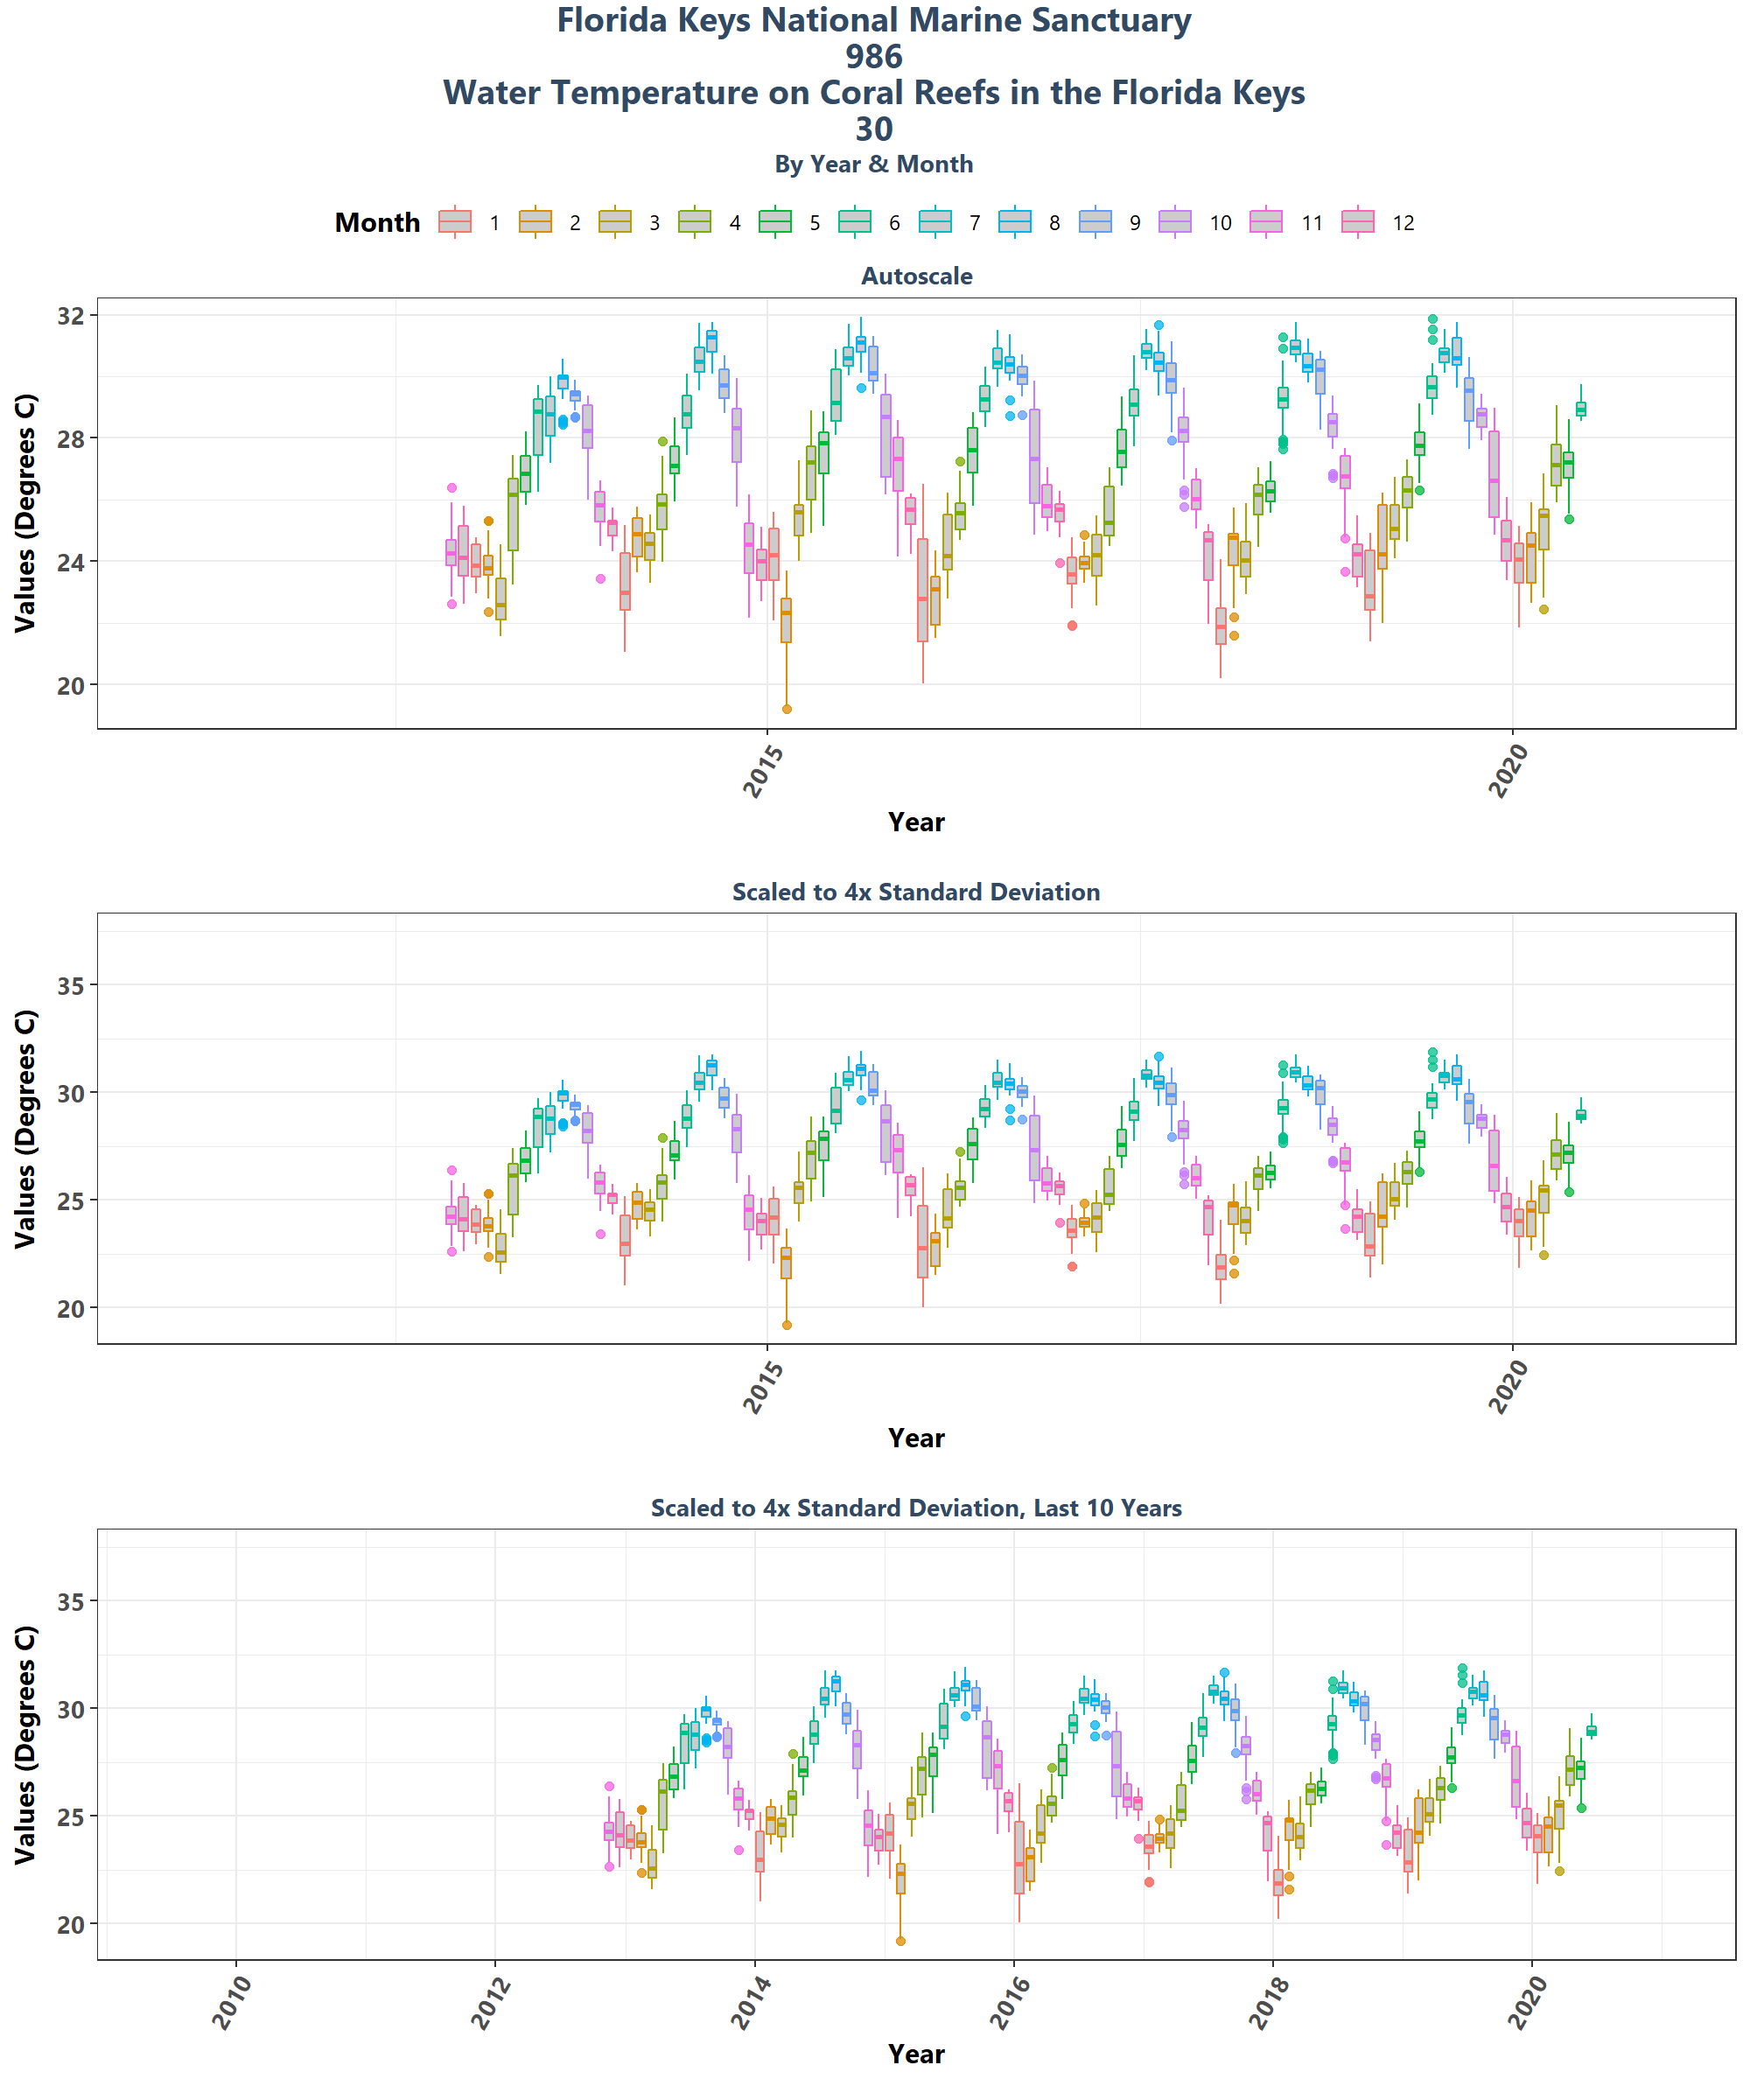 Florida Keys National Marine Sanctuary
986
Water Temperature on Coral Reefs in the Florida Keys
30
By Year & Month
Month 1 2 3 4 5 6 7 8 9 10 11 12
Autoscale
Values (Degrees C)
32
28
24
20
2015 2020
Year
Scaled to 4x Standard Deviation
Values (Degrees C)
35
30
25
20
2015 2020
Year
Scaled to 4x Standard Deviation, Last 10 Years
Values (Degrees C)
35
30
25
20
2010 2012 2014 2016 2018 2020
Year